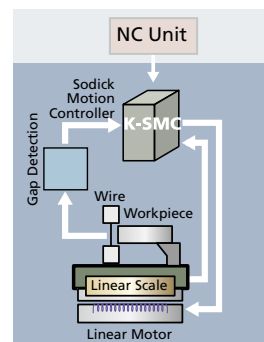 NC Unit
Sodick
Motion
Controller
K-SMC
Gap Detection
Wire
Workpiece
Linear Scale
Linear Motor